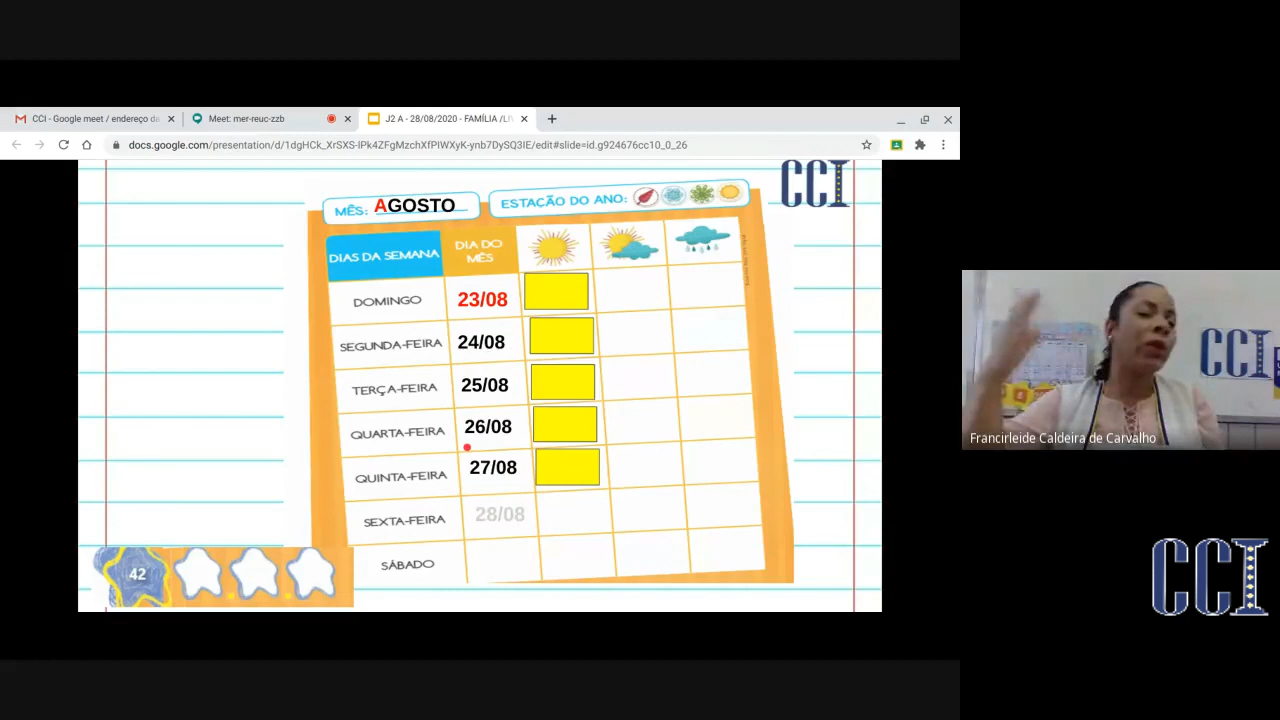 CCI - Google meet / endereço da
Meet: mer-reuc-zzb
J2 A - 28/08/2020 - FAMÍLIA /LIV
docs.google.com/presentation/d/1dgHCk_XrSXS-IPk4ZFgMzchXfPIWXyK-ynb7DySQ3IE/edit#slide=id.g924676cc10_0_26
CCI
MÊS: AGOSTO
ESTAÇÃO DO ANO:
DIAS DA SEMANA
DIA DO MÊS
DOMINGO 23/08
SEGUNDA-FEIRA 24/08
TERÇA-FEIRA 25/08
QUARTA-FEIRA 26/08
QUINTA-FEIRA 27/08
SEXTA-FEIRA 28/08
SÁBADO
42
CCI
Francirleide Caldeira de Carvalho
CCI